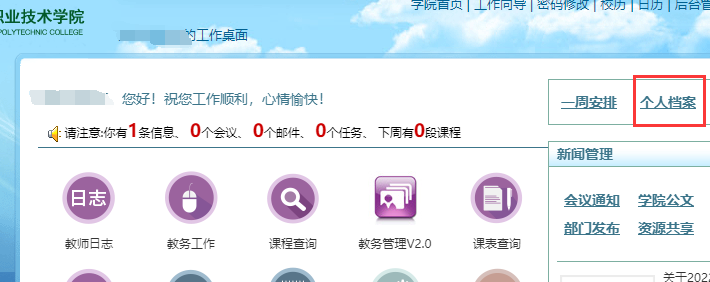 职业技术学院
POLYTECHNIC COLLEGE
学院首页 | 工作向导 | 密码修改 | 校历 | 日历 | 后台管
的工作桌面
您好！祝您工作顺利，心情愉快！
一周安排 个人档案
请注意:你有1条信息、 0个会议、 0个邮件、 0个任务、 下周有0段课程
新闻管理
会议通知 学院公文
部门发布 资源共享
日志
教师日志 教务工作 课程查询 教务管理V2.0 课表查询
关于2022